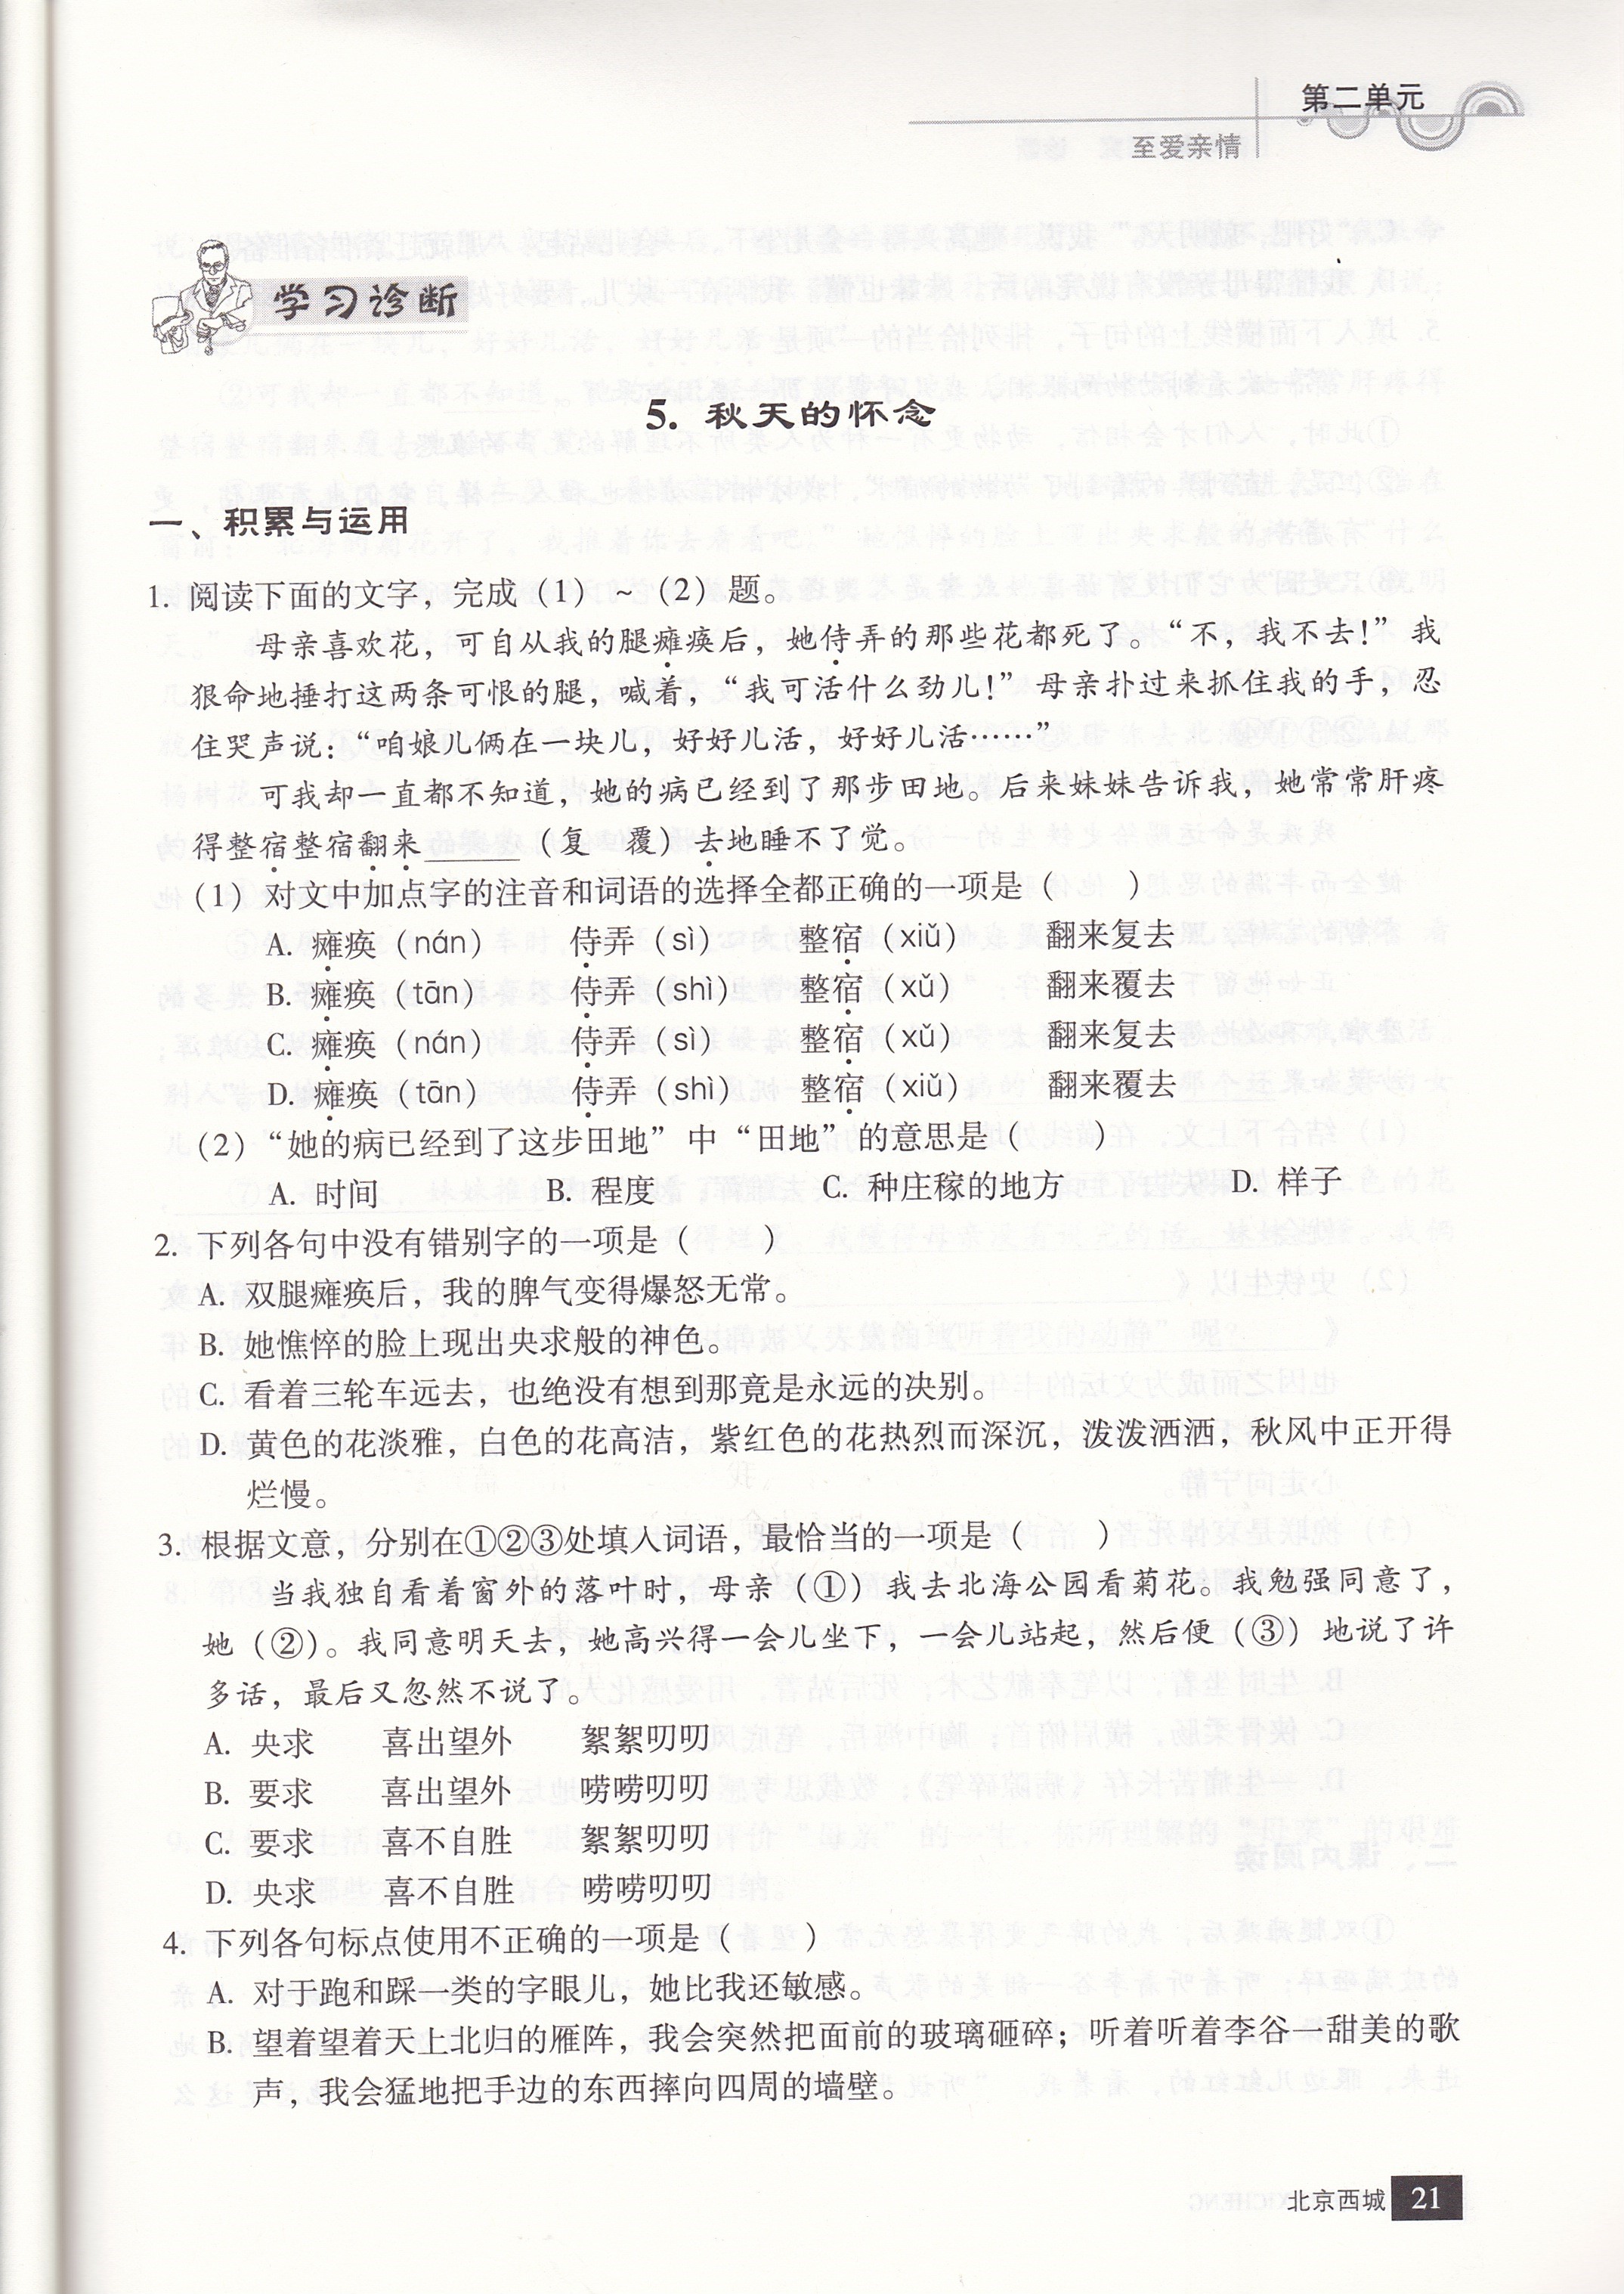 第二单元
至爱亲情
学习诊断
5. 秋天的怀念
一、积累与运用
1. 阅读下面的文字，完成（1）~（2）题。
母亲喜欢花，可自从我的腿瘫痪后，她侍弄的那些花都死了。“不，我不去！”我
狠命地捶打这两条可恨的腿，喊着，“我可活什么劲儿！”母亲扑过来抓住我的手，忍
住哭声说：“咱娘儿俩在一块儿，好好儿活，好好儿活……”
可我却一直都不知道，她的病已经到了那步田地。后来妹妹告诉我，她常常肝疼
得整宿整宿翻来______（复　覆）去地睡不了觉。
（1）对文中加点字的注音和词语的选择全都正确的一项是（　　）
A. 瘫痪（nán）　侍弄（sì）　整宿（xiǔ）　翻来复去
B. 瘫痪（tān）　侍弄（shì）　整宿（xǔ）　翻来覆去
C. 瘫痪（nán）　侍弄（sì）　整宿（xǔ）　翻来复去
D. 瘫痪（tān）　侍弄（shì）　整宿（xiǔ）　翻来覆去
（2）“她的病已经到了这步田地”中“田地”的意思是（　　）
A. 时间　B. 程度　C. 种庄稼的地方　D. 样子
2. 下列各句中没有错别字的一项是（　　）
A. 双腿瘫痪后，我的脾气变得爆怒无常。
B. 她憔悴的脸上现出央求般的神色。
C. 看着三轮车远去，也绝没有想到那竟是永远的决别。
D. 黄色的花淡雅，白色的花高洁，紫红色的花热烈而深沉，泼泼洒洒，秋风中正开得
烂慢。
3. 根据文意，分别在①②③处填入词语，最恰当的一项是（　　）
当我独自看着窗外的落叶时，母亲（①）我去北海公园看菊花。我勉强同意了，
她（②）。我同意明天去，她高兴得一会儿坐下，一会儿站起，然后便（③）地说了许
多话，最后又忽然不说了。
A. 央求　喜出望外　絮絮叨叨
B. 要求　喜出望外　唠唠叨叨
C. 要求　喜不自胜　絮絮叨叨
D. 央求　喜不自胜　唠唠叨叨
4. 下列各句标点使用不正确的一项是（　　）
A. 对于跑和踩一类的字眼儿，她比我还敏感。
B. 望着望着天上北归的雁阵，我会突然把面前的玻璃砸碎；听着听着李谷一甜美的歌
声，我会猛地把手边的东西摔向四周的墙壁。
北京西城 21